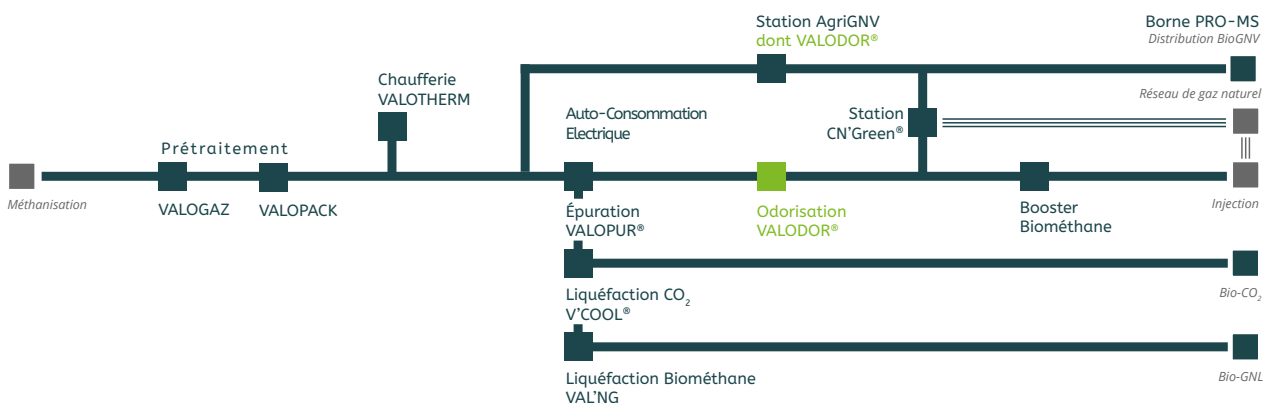 Station AgriGNV
dont VALODOR®
Borne PRO-MS
Distribution BioGNV
Chaufferie
VALOTHERM
Réseau de gaz naturel
Auto-Consommation
Electrique
Station
CN'Green®
Prétraitement
Méthanisation
VALOGAZ
VALOPACK
Épuration
VALOPUR®
Odorisation
VALODOR®
Booster
Biométhane
Injection
Liquéfaction CO₂
V'COOL®
Bio-CO₂
Liquéfaction Biométhane
VAL'NG
Bio-GNL